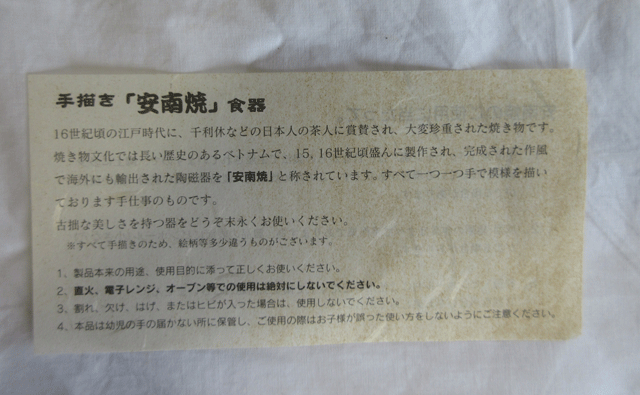 手描き「安南焼」食器
16世紀頃の江戸時代に、千利休などの日本人の茶人に賞賛され、大変珍重された焼き物です。
焼き物文化では長い歴史のあるベトナムで、15, 16世紀頃盛んに製作され、完成された作風
で海外にも輸出された陶磁器を「安南焼」と称されています。すべて一つ一つ手で模様を描い
ております手仕事のものです。
古拙な美しさを持つ器をどうぞ末永くお使いください。
※すべて手描きのため、絵柄等多少違うものがございます。
1、製品本来の用途、使用目的に添って正しくお使いください。
2、直火、電子レンジ、オーブン等での使用は絶対にしないでください。
3、割れ、欠け、はげ、またはヒビが入った場合は、使用しないでください。
4、本品は幼児の手の届かない所に保管し、ご使用の際はお子様が誤った使い方をしないようにご注意ください。